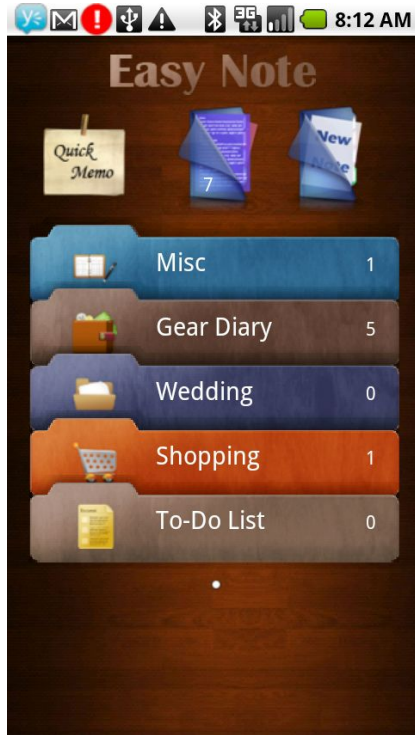 3G
8:12 AM
Easy Note
Quick
Memo
7
New
Note
Misc 1
Gear Diary 5
Wedding 0
Shopping 1
To-Do List 0